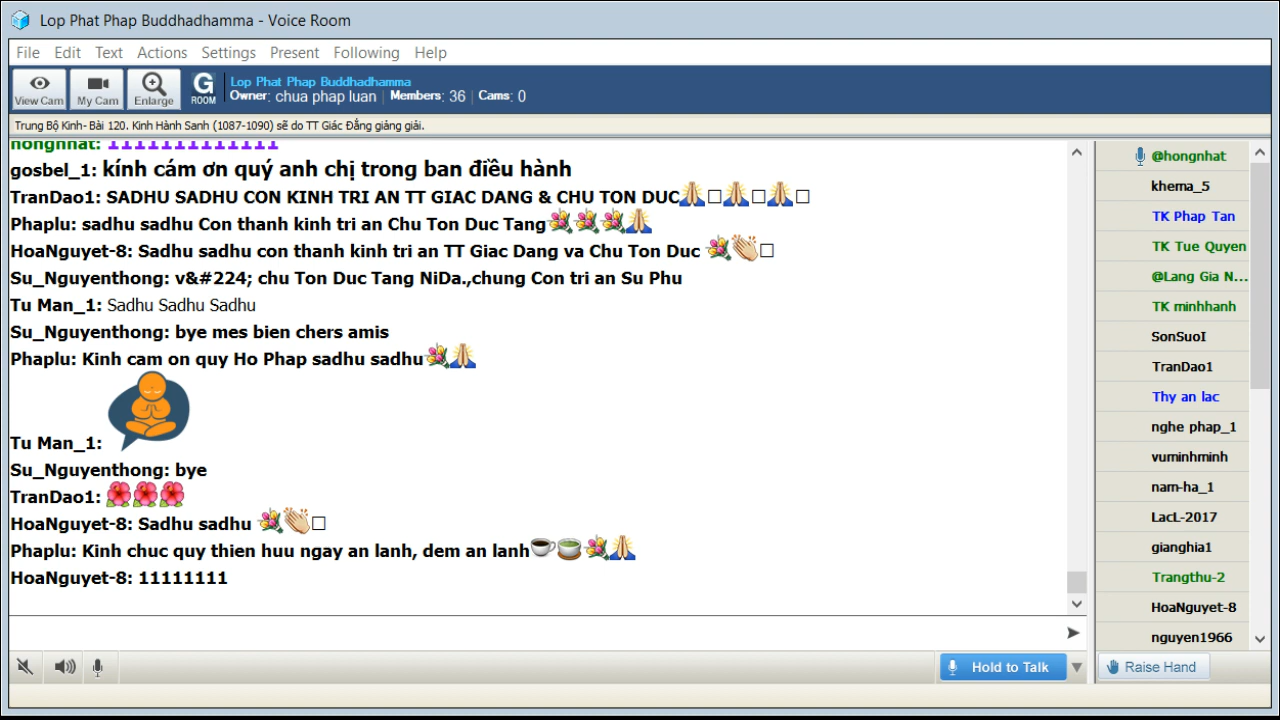 Lop Phat Phap Buddhadhamma - Voice Room
File Edit Text Actions Settings Present Following Help
View Cam My Cam Enlarge G ROOM
Lop Phat Phap Buddhadhamma
Owner: chua phap luan | Members: 36 | Cams: 0
Trung Bộ Kinh- Bài 120. Kinh Hành Sanh (1087-1090) sẽ do TT Giác Đẳng giảng giải.
hongnhat: 1111111111111
gosbel_1: kính cám ơn quý anh chị trong ban điều hành
TranDao1: SADHU SADHU CON KINH TRI AN TT GIAC DANG & CHU TON DUC🙏□🙏□🙏□
Phaplu: sadhu sadhu Con thanh kinh tri an Chu Ton Duc Tang💐💐💐🙏
HoaNguyet-8: Sadhu sadhu con thanh kinh tri an TT Giac Dang va Chu Ton Duc 💐👏□
Su_Nguyenthong: v&#224; chu Ton Duc Tang NiDa.,chung Con tri an Su Phu
Tu Man_1: Sadhu Sadhu Sadhu
Su_Nguyenthong: bye mes bien chers amis
Phaplu: Kinh cam on quy Ho Phap sadhu sadhu💐🙏
Tu Man_1:
Su_Nguyenthong: bye
TranDao1: 🌺🌺🌺
HoaNguyet-8: Sadhu sadhu 💐👏□
Phaplu: Kinh chuc quy thien huu ngay an lanh, dem an lanh☕🍵💐🙏
HoaNguyet-8: 11111111
Hold to Talk
@hongnhat
khema_5
TK Phap Tan
TK Tue Quyen
@Lang Gia N...
TK minhhanh
SonSuoI
TranDao1
Thy an lac
nghe phap_1
vuminhminh
nam-ha_1
LacL-2017
gianghia1
Trangthu-2
HoaNguyet-8
nguyen1966
Raise Hand